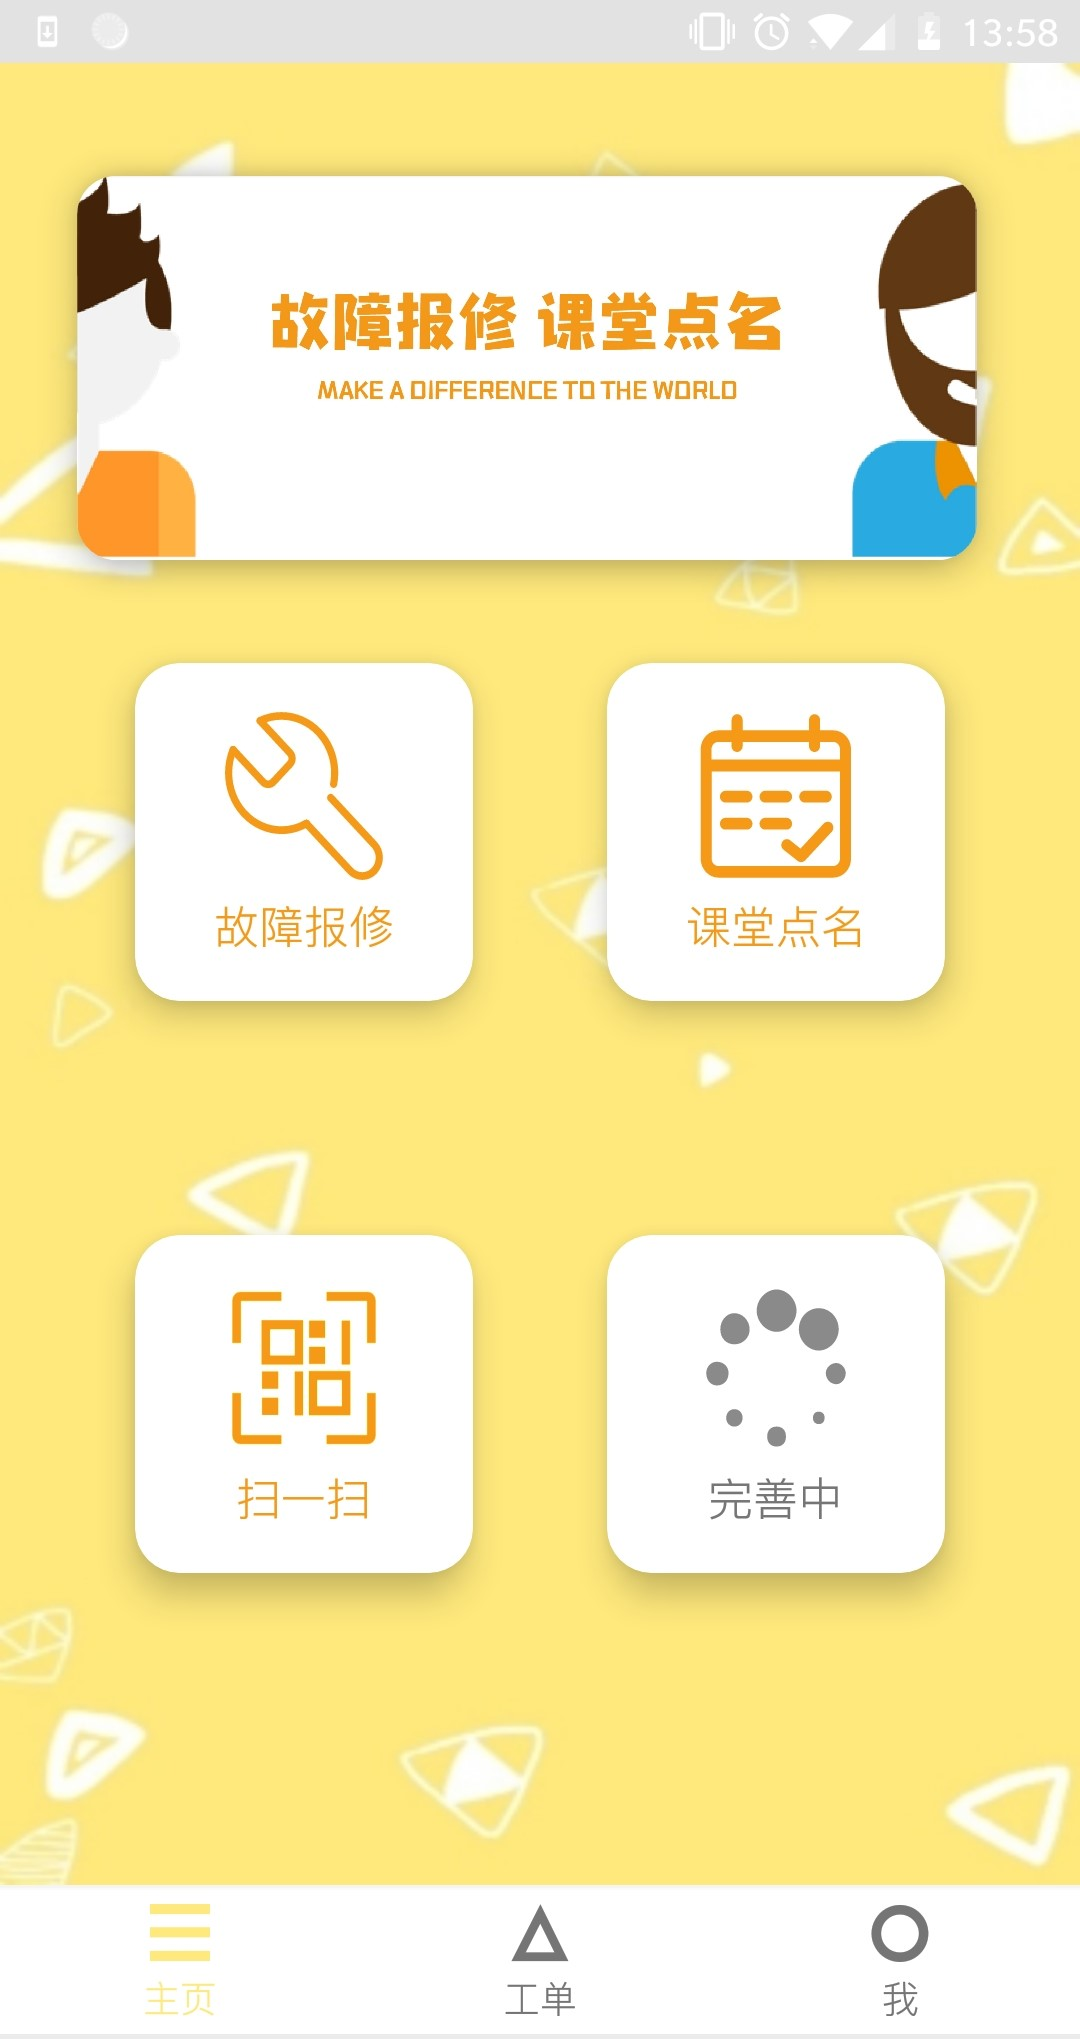 13:58
故障报修 课堂点名
MAKE A DIFFERENCE TO THE WORLD
故障报修
课堂点名
扫一扫
完善中
主页
工单
我